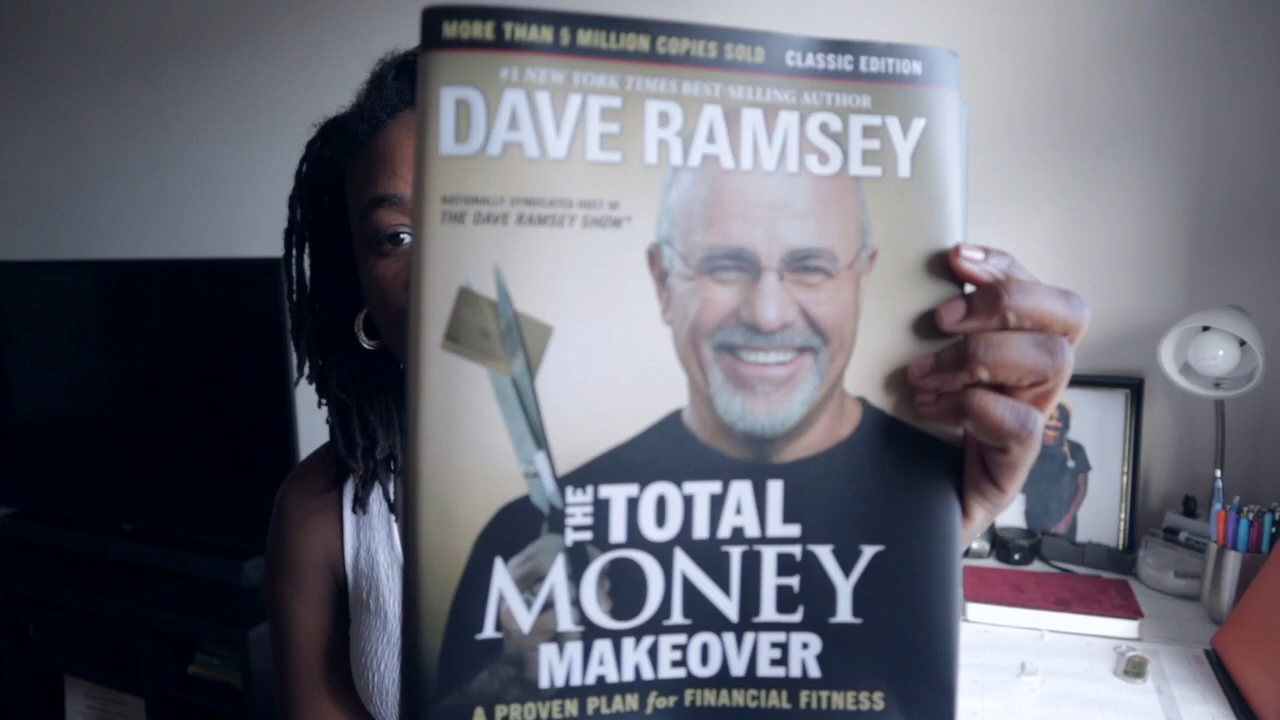 MORE THAN 5 MILLION COPIES SOLD CLASSIC EDITION
#1 NEW YORK TIMES BEST-SELLING AUTHOR
DAVE RAMSEY
NATIONALLY SYNDICATED HOST OF
THE DAVE RAMSEY SHOW™
THE TOTAL
MONEY
MAKEOVER
A PROVEN PLAN for FINANCIAL FITNESS